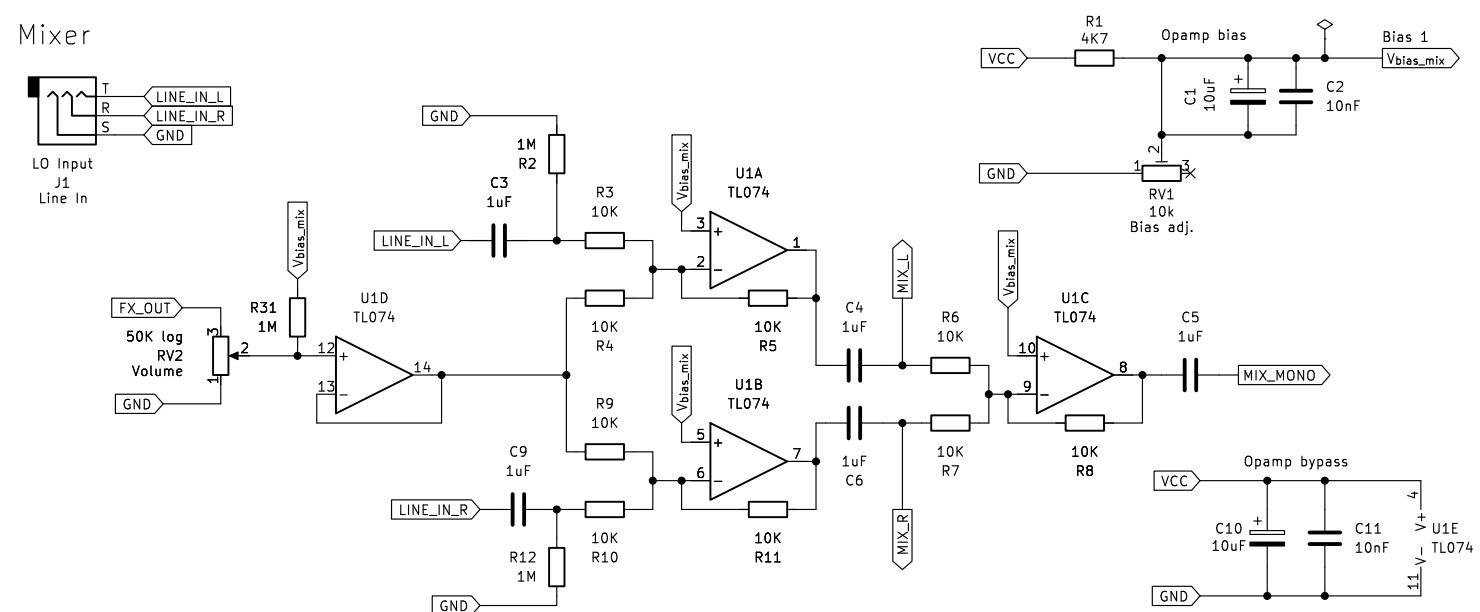 Mixer
T
LINE_IN_L
R
LINE_IN_R
S
GND
LO Input
J1
Line In
R1
4K7
Opamp bias
Bias 1
VCC
Vbias_mix
C1
10uF
+
C2
10nF
GND
1
2
3
RV1
10k
Bias adj.
GND
1M
R2
C3
1uF
LINE_IN_L
R3
10K
Vbias_mix
U1A
TL074
3
+
2
−
1
10K
R4
10K
R5
Vbias_mix
FX_OUT
50K log
RV2
Volume
3
2
1
GND
R31
1M
U1D
TL074
12
+
13
−
14
MIX_L
C4
1uF
R6
10K
Vbias_mix
U1C
TL074
10
+
9
−
8
C5
1uF
MIX_MONO
R9
10K
Vbias_mix
U1B
TL074
5
+
6
−
7
1uF
C6
10K
R7
10K
R8
C9
1uF
LINE_IN_R
10K
R10
10K
R11
MIX_R
R12
1M
GND
Opamp bypass
VCC
C10
10uF
+
C11
10nF
4
V+
U1E
TL074
V−
11
GND